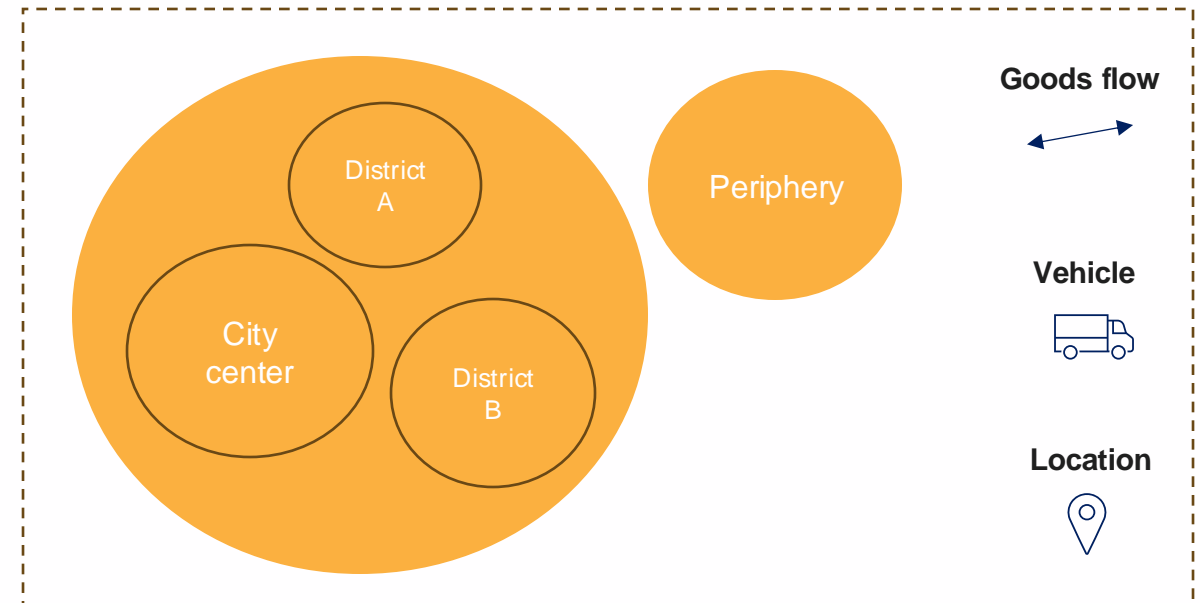 District
A
City
center
District
B
Periphery
Goods flow
Vehicle
Location